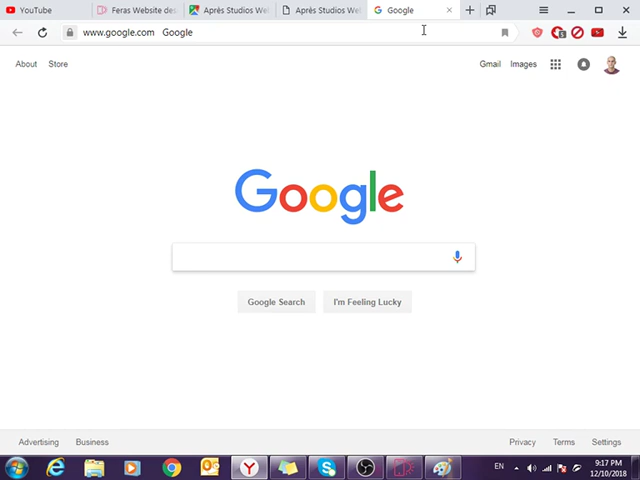 YouTube Feras Website des Après Studios We Après Studios We Google
www.google.com Google
About Store Gmail Images
Google
Google Search I'm Feeling Lucky
Advertising Business Privacy Terms Settings
EN 9:17 PM
12/10/2018